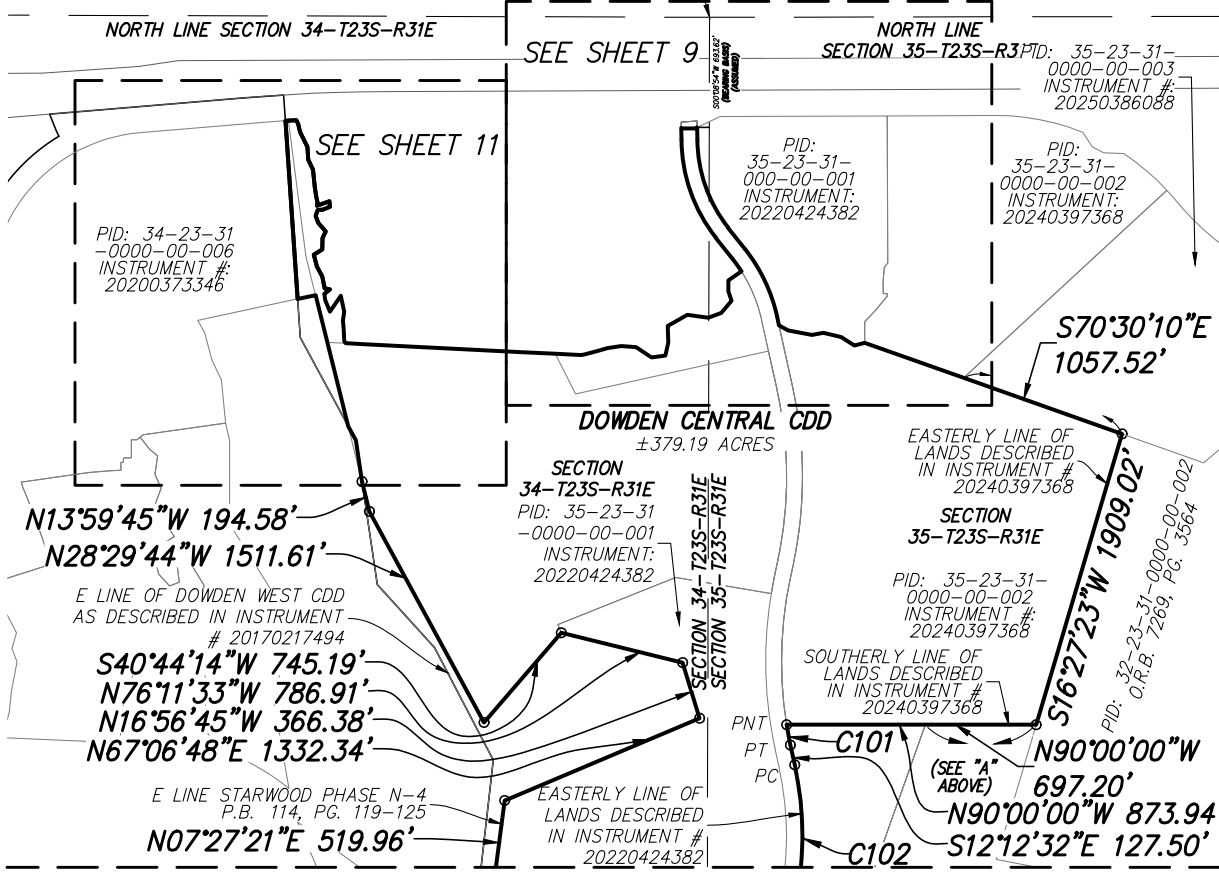 NORTH LINE SECTION 34-T23S-R31E
SEE SHEET 9
S00°08'54"W 693.62'
(BEARING BASIS)
(ASSUMED)
NORTH LINE
SECTION 35-T23S-R31
PID: 35-23-31-
0000-00-003
INSTRUMENT #:
20250386088
SEE SHEET 11
PID:
35-23-31-
000-00-001
INSTRUMENT:
20220424382
PID:
35-23-31-
0000-00-002
INSTRUMENT:
20240397368
PID: 34-23-31
-0000-00-006
INSTRUMENT #:
20200373346
S70°30'10"E
1057.52'
DOWDEN CENTRAL CDD
±379.19 ACRES
EASTERLY LINE OF
LANDS DESCRIBED
IN INSTRUMENT #
20240397368
SECTION
34-T23S-R31E
PID: 35-23-31
-0000-00-001
INSTRUMENT:
20220424382
SECTION 34-T23S-R31E
SECTION 35-T23S-R31E
SECTION
35-T23S-R31E
S16°27'23"W 1909.02'
PID: 32-23-31-0000-00-002
O.R.B. 7269, PG. 3564
N13°59'45"W 194.58'
N28°29'44"W 1511.61'
E LINE OF DOWDEN WEST CDD
AS DESCRIBED IN INSTRUMENT
# 20170217494
PID: 35-23-31-
0000-00-002
INSTRUMENT #:
20240397368
S40°44'14"W 745.19'
N76°11'33"W 786.91'
N16°56'45"W 366.38'
N67°06'48"E 1332.34'
SOUTHERLY LINE OF
LANDS DESCRIBED
IN INSTRUMENT #
20240397368
PNT
PT
PC
C101
(SEE "A"
ABOVE)
N90°00'00"W
697.20'
E LINE STARWOOD PHASE N-4
P.B. 114, PG. 119-125
N07°27'21"E 519.96'
EASTERLY LINE OF
LANDS DESCRIBED
IN INSTRUMENT #
20220424382
N90°00'00"W 873.94
S12°12'32"E 127.50'
C102